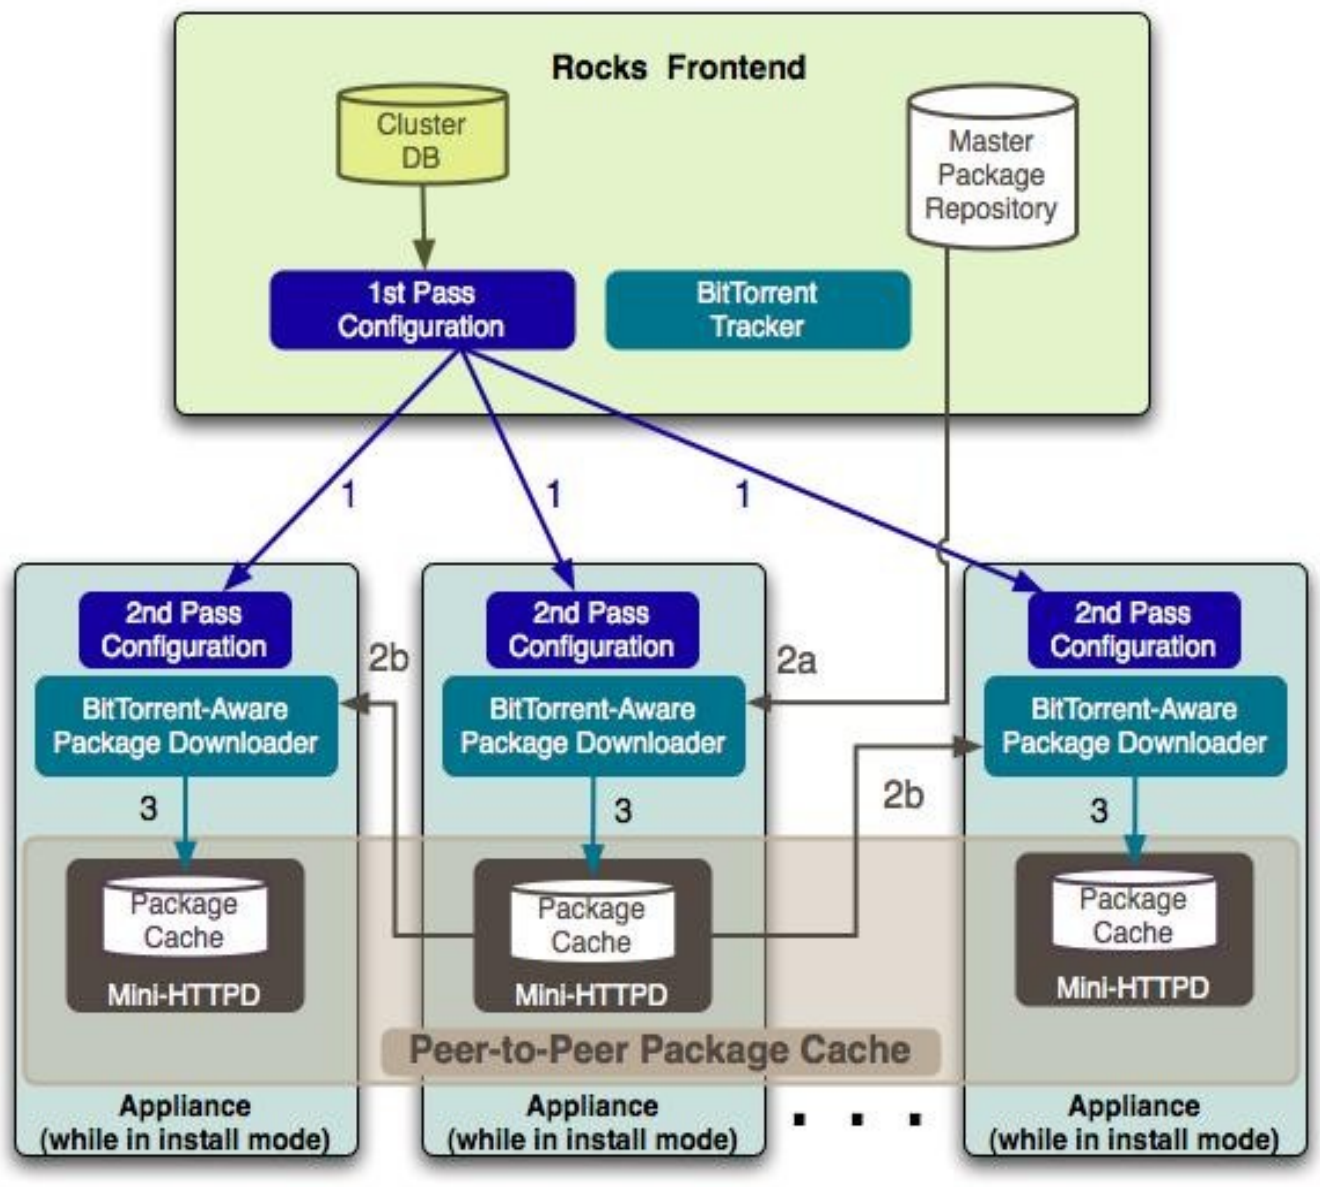 Rocks Frontend
Cluster
DB
Master
Package
Repository
1st Pass
Configuration
BitTorrent
Tracker
1
1
1
2nd Pass
Configuration
2b
2nd Pass
Configuration
2a
2nd Pass
Configuration
BitTorrent-Aware
Package Downloader
BitTorrent-Aware
Package Downloader
BitTorrent-Aware
Package Downloader
2b
3
3
3
Package
Cache
Mini-HTTPD
Package
Cache
Mini-HTTPD
Package
Cache
Mini-HTTPD
Peer-to-Peer Package Cache
Appliance
(while in install mode)
Appliance
(while in install mode)
. . .
Appliance
(while in install mode)